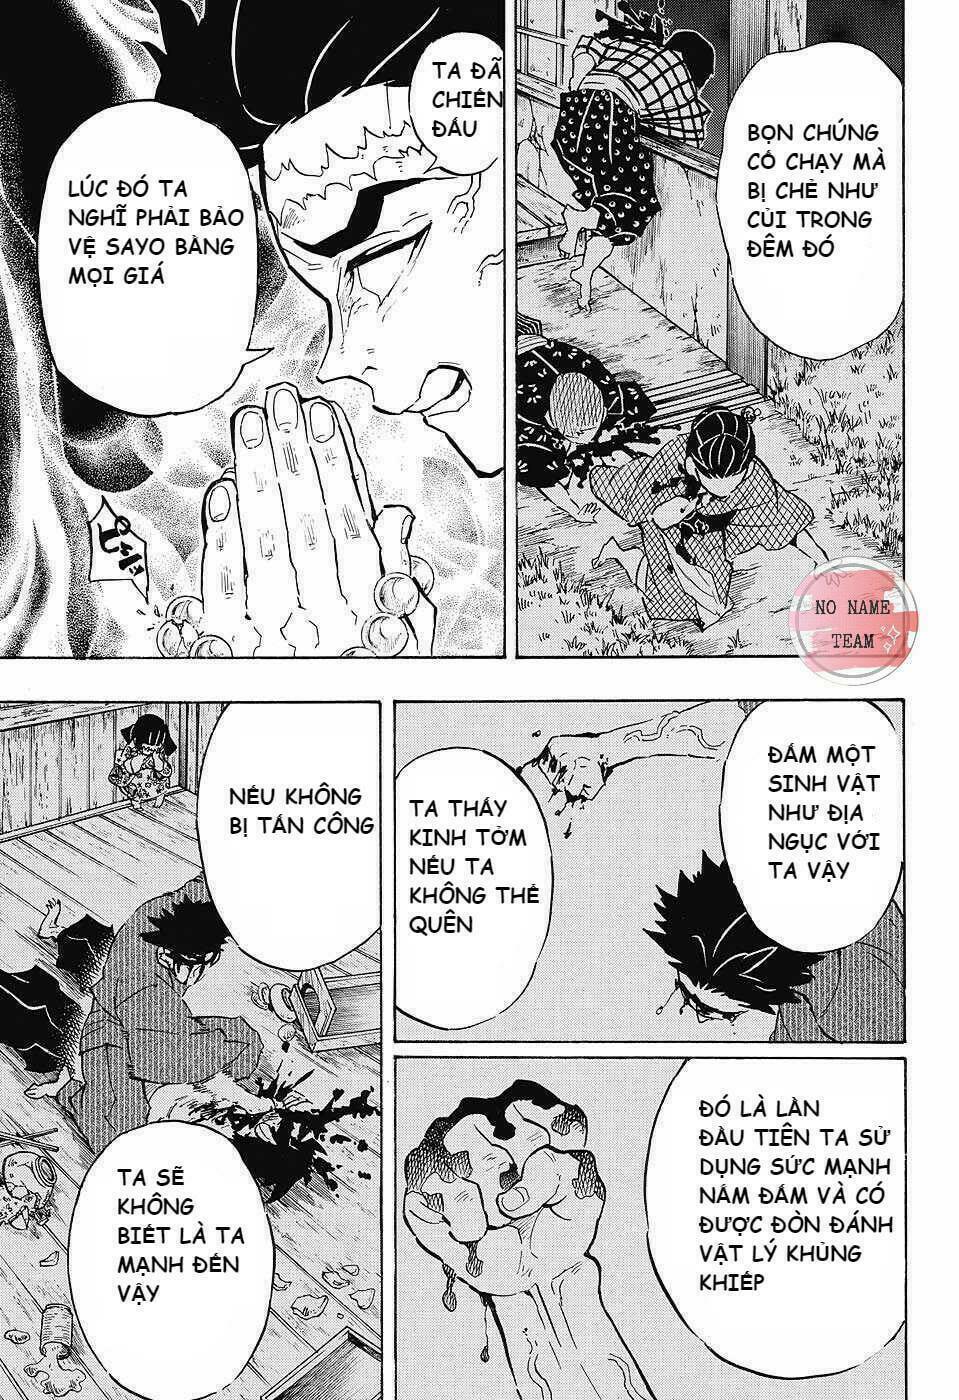 BỌN CHÚNG
CỐ CHẠY MÀ
BỊ CHẺ NHƯ
CỦI TRONG
ĐÊM ĐÓ
TA ĐÃ
CHIẾN
ĐẤU
LÚC ĐÓ TA
NGHĨ PHẢI BẢO
VỆ SAYO BẰNG
MỌI GIÁ
NO NAME
TEAM
ĐẤM MỘT
SINH VẬT
NHƯ ĐỊA
NGỤC VỚI
TA VẬY
TA THẤY
KINH TỞM
NẾU TA
KHÔNG THỂ
QUÊN
ĐÓ LÀ LẦN
ĐẦU TIÊN TA SỬ
DỤNG SỨC MẠNH
NẮM ĐẤM VÀ CÓ
ĐƯỢC ĐÒN ĐÁNH
VẬT LÝ KHỦNG
KHIẾP
NẾU KHÔNG
BỊ TẤN CÔNG
TA SẼ
KHÔNG
BIẾT LÀ TA
MẠNH ĐẾN
VẬY